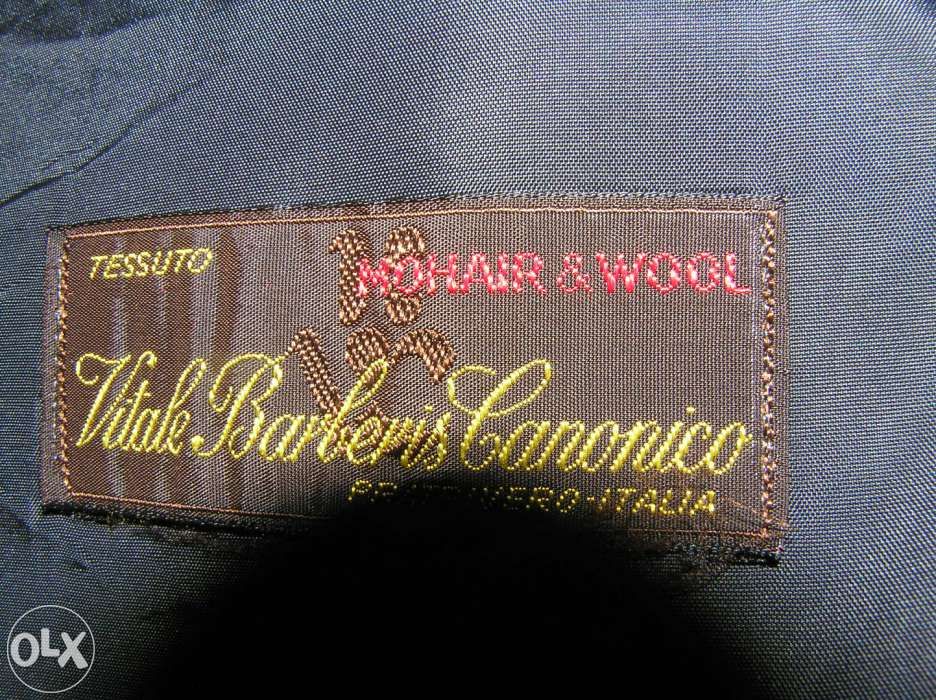 TESSUTO
MOHAIR & WOOL
Vitale Barberis Canonico
ITALIA
OLX